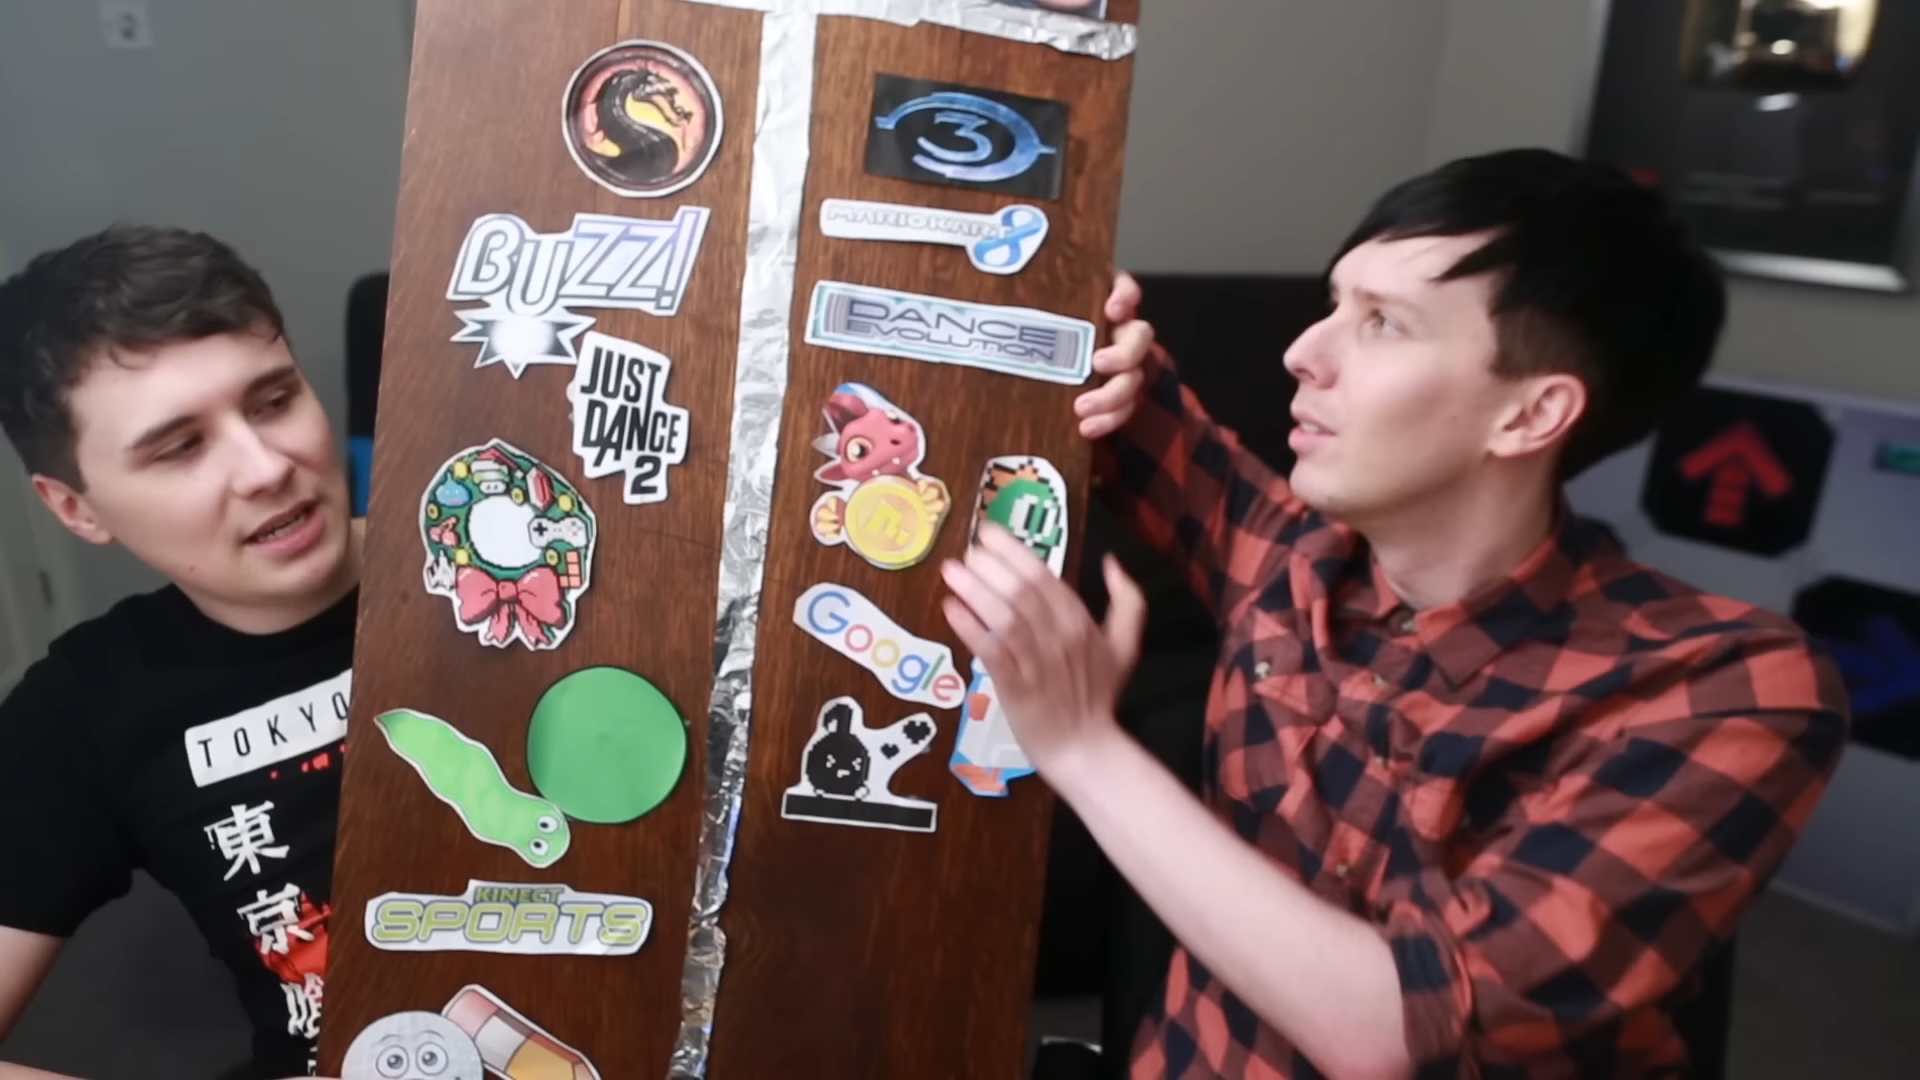 BUZZ!
JUST
DANCE
2
3
MARIOKART
8
DANCE
EVOLUTION
Google
TOKYO
東
京
KINECT
SPORTS